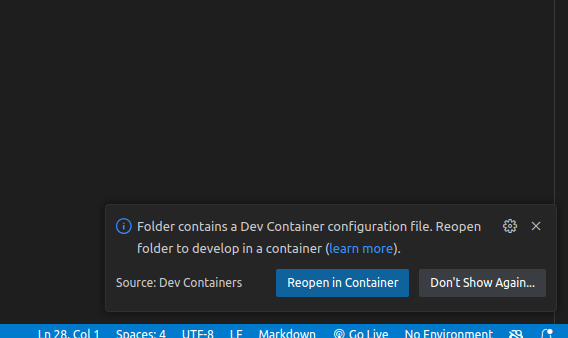 Folder contains a Dev Container configuration file. Reopen
folder to develop in a container (learn more).
Source: Dev Containers
Reopen in Container
Don't Show Again...
Ln 28, Col 1 Spaces: 4 UTF-8 LF Markdown Go Live No Environment